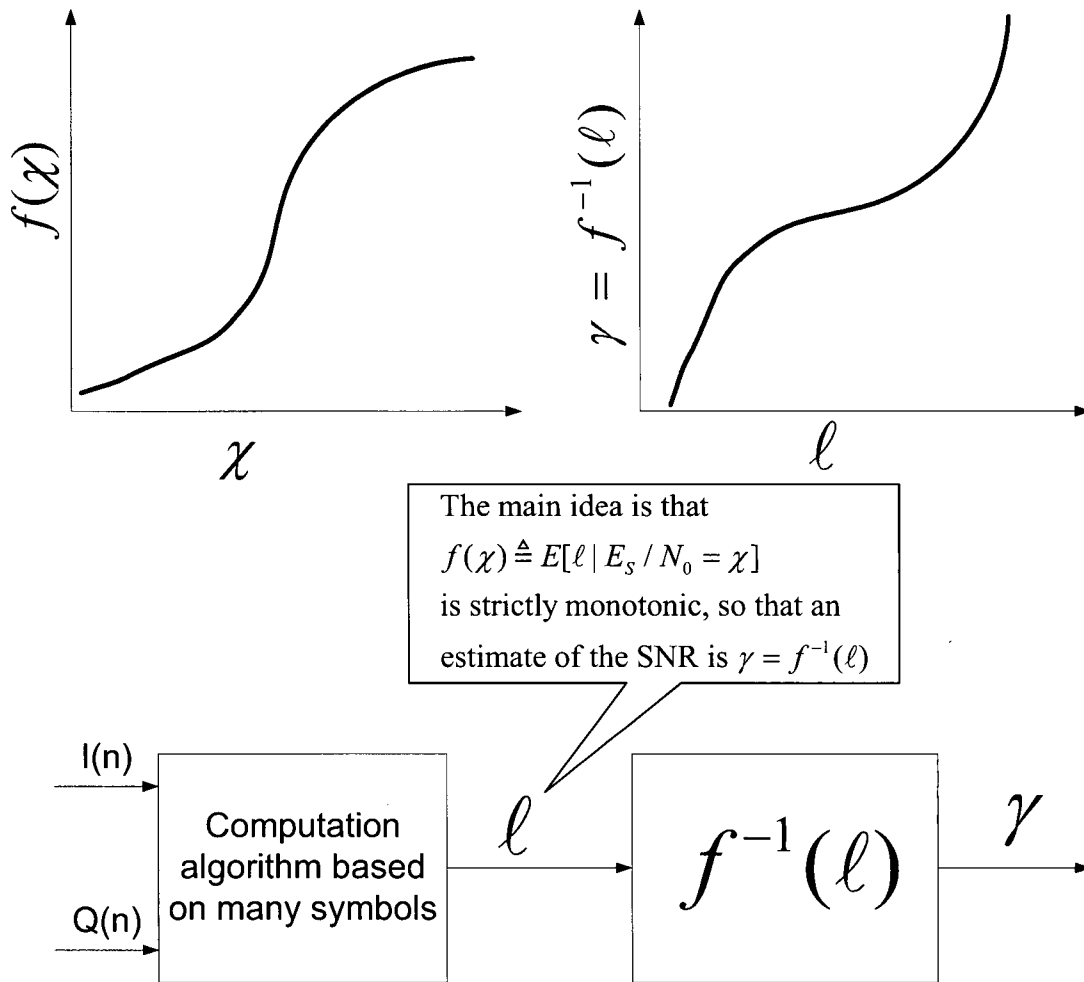 f(χ)
χ
γ = f⁻¹(ℓ)
ℓ
The main idea is that
f(χ) ≜ E[ℓ | E_S / N_0 = χ]
is strictly monotonic, so that an
estimate of the SNR is γ = f⁻¹(ℓ)
I(n)
Q(n)
Computation
algorithm based
on many symbols
ℓ
f⁻¹(ℓ)
γ